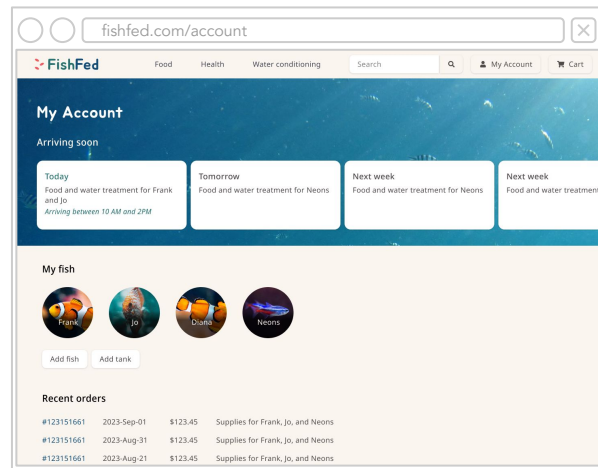 fishfed.com/account
FishFed Food Health Water conditioning Search My Account Cart
My Account
Arriving soon
Today
Food and water treatment for Frank
and Jo
Arriving between 10 AM and 2PM
Tomorrow
Food and water treatment for Neons
Next week
Food and water treatment for Neons
Next week
Food and water treatment
My fish
Frank Jo Diana Neons
Add fish Add tank
Recent orders
#123151661 2023-Sep-01 $123.45 Supplies for Frank, Jo, and Neons
#123151661 2023-Aug-31 $123.45 Supplies for Frank, Jo, and Neons
#123151661 2023-Aug-21 $123.45 Supplies for Frank, Jo, and Neons